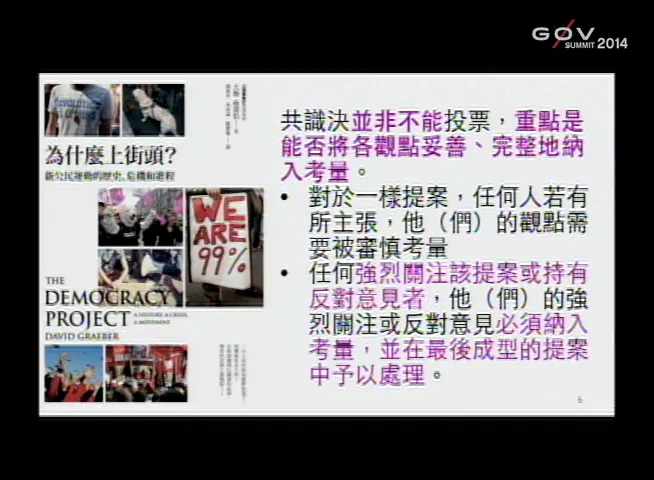 GOV
SUMMIT 2014
為什麼上街頭?
新公民運動的歷史、危機和進程
WE
ARE
99%
THE
DEMOCRACY
PROJECT
A HISTORY, A CRISIS,
A MOVEMENT
DAVID GRAEBER
共識決並非不能投票，重點是
能否將各觀點妥善、完整地納
入考量。
• 對於一樣提案，任何人若有
所主張，他（們）的觀點需
要被審慎考量
• 任何強烈關注該提案或持有
反對意見者，他（們）的強
烈關注或反對意見必須納入
考量，並在最後成型的提案
中予以處理。
6